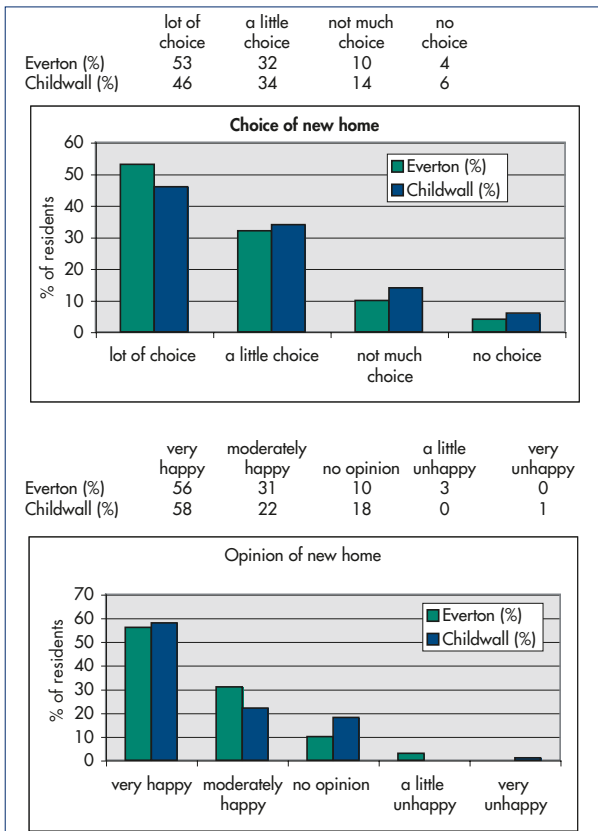 lot of a little not much no
choice choice choice choice
Everton (%) 53 32 10 4
Childwall (%) 46 34 14 6
Choice of new home
60
50
40
30
20
10
0
% of residents
Everton (%)
Childwall (%)
lot of choice a little choice not much no choice
choice
very moderately a little very
happy happy no opinion unhappy unhappy
Everton (%) 56 31 10 3 0
Childwall (%) 58 22 18 0 1
Opinion of new home
70
60
50
40
30
20
10
0
% of residents
Everton (%)
Childwall (%)
very happy moderately no opinion a little very
happy unhappy unhappy